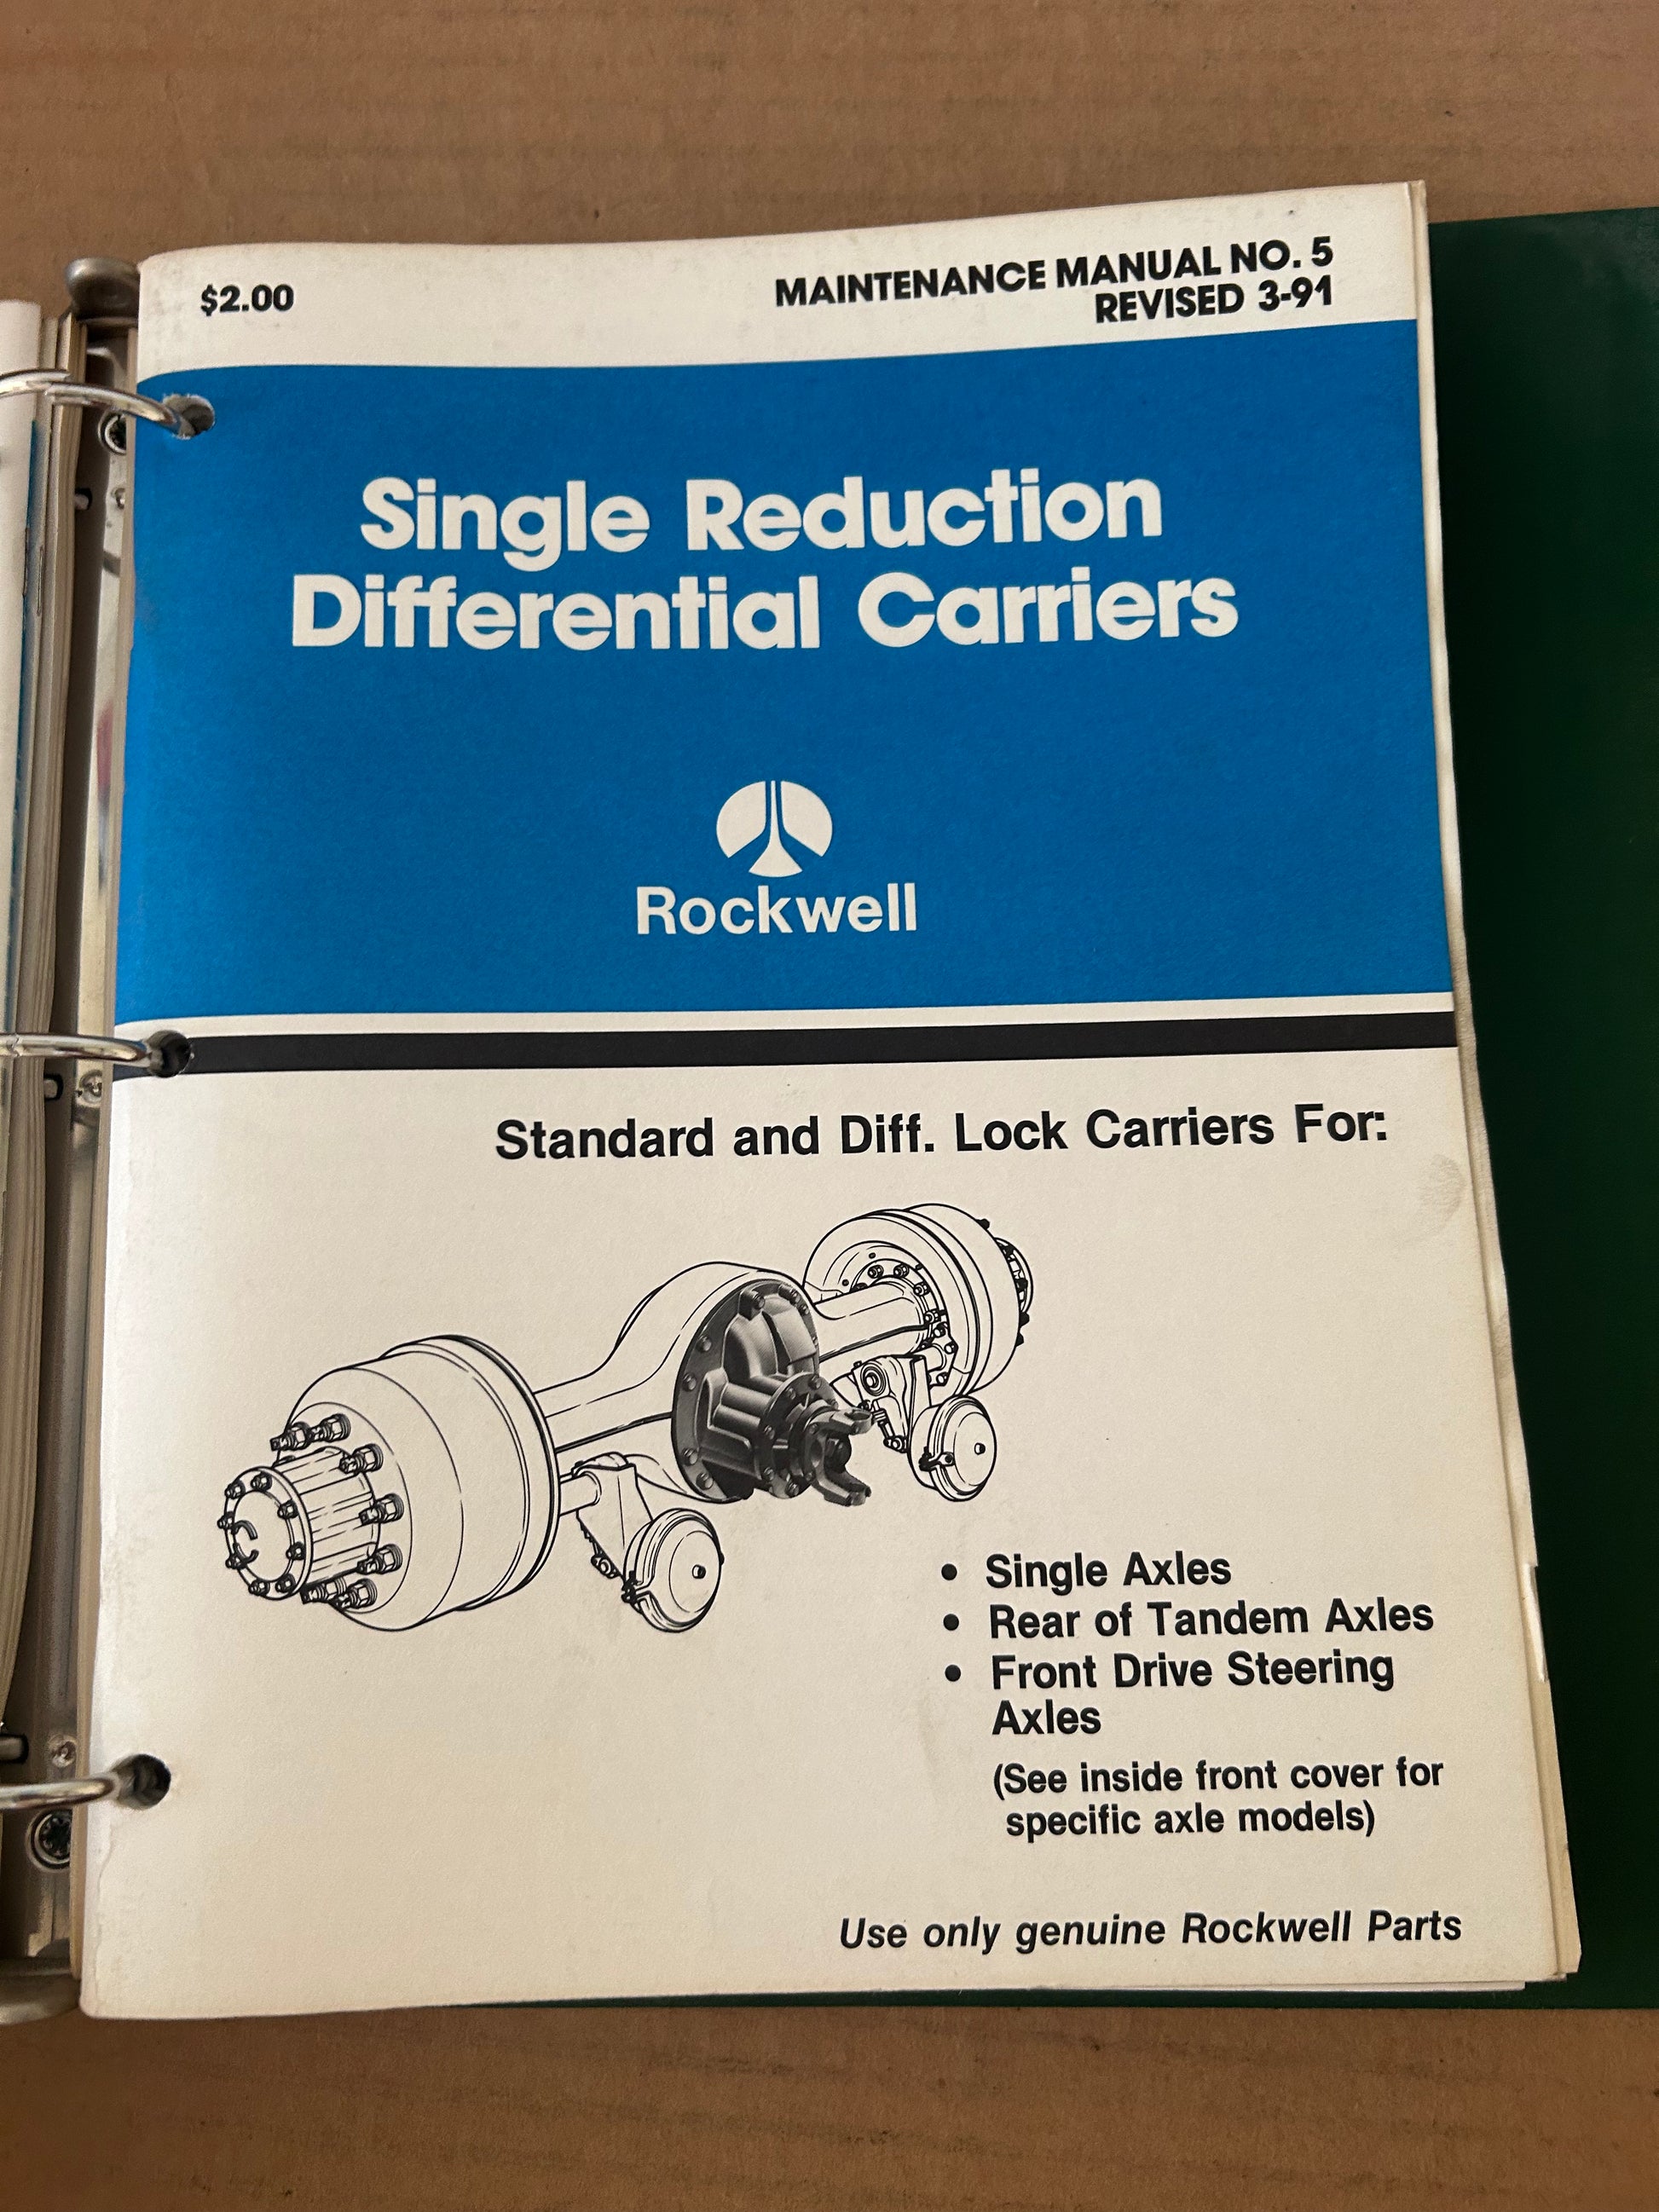 $2.00
MAINTENANCE MANUAL NO. 5
REVISED 3-91
Single Reduction
Differential Carriers
Rockwell
Standard and Diff. Lock Carriers For:
• Single Axles
• Rear of Tandem Axles
• Front Drive Steering
Axles
(See inside front cover for
specific axle models)
Use only genuine Rockwell Parts